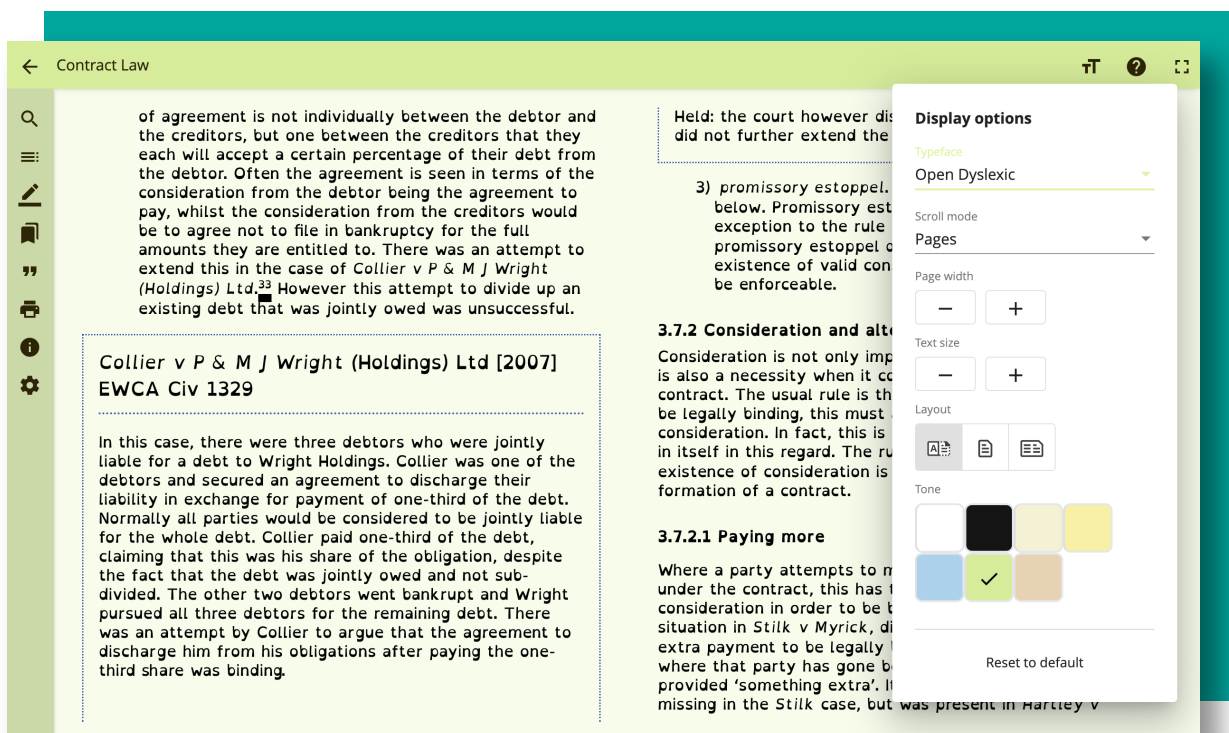 Contract Law
of agreement is not individually between the debtor and
the creditors, but one between the creditors that they
each will accept a certain percentage of their debt from
the debtor. Often the agreement is seen in terms of the
consideration from the debtor being the agreement to
pay, whilst the consideration from the creditors would
be to agree not to file in bankruptcy for the full
amounts they are entitled to. There was an attempt to
extend this in the case of Collier v P & M J Wright
(Holdings) Ltd.33 However this attempt to divide up an
existing debt that was jointly owed was unsuccessful.
Collier v P & M J Wright (Holdings) Ltd [2007]
EWCA Civ 1329
In this case, there were three debtors who were jointly
liable for a debt to Wright Holdings. Collier was one of the
debtors and secured an agreement to discharge their
liability in exchange for payment of one-third of the debt.
Normally all parties would be considered to be jointly liable
for the whole debt. Collier paid one-third of the debt,
claiming that this was his share of the obligation, despite
the fact that the debt was jointly owed and not sub-
divided. The other two debtors went bankrupt and Wright
pursued all three debtors for the remaining debt. There
was an attempt by Collier to argue that the agreement to
discharge him from his obligations after paying the one-
third share was binding.
Held: the court however
did not further extend the
3) promissory estoppel.
below. Promissory
exception to the rule
promissory estoppel
existence of valid
be enforceable.
3.7.2 Consideration and
Consideration is not only
is also a necessity when it
contract. The usual rule is
be legally binding, this must
consideration. In fact, this is
in itself in this regard. The
existence of consideration is
formation of a contract.
3.7.2.1 Paying more
Where a party attempts to
under the contract, this has
consideration in order to be
situation in Stilk v Myrick,
extra payment to be legally
where that party has gone
provided ‘something extra’.
missing in the Stilk case, but was present in Hartley v
Display options
Typeface
Open Dyslexic
Scroll mode
Pages
Page width
− +
Text size
− +
Layout
Tone
Reset to default